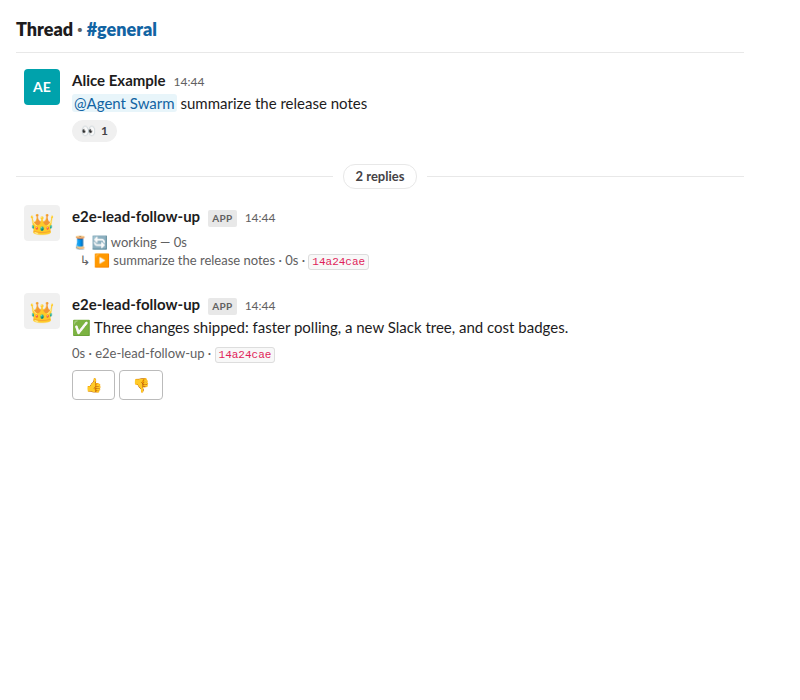 Thread • #general
AE
Alice Example 14:44
@Agent Swarm summarize the release notes
👀 1
2 replies
e2e-lead-follow-up APP 14:44
🧵 🔄 working — 0s
↳ ▶️ summarize the release notes · 0s · 14a24cae
e2e-lead-follow-up APP 14:44
✅ Three changes shipped: faster polling, a new Slack tree, and cost badges.
0s · e2e-lead-follow-up · 14a24cae
👍 👎